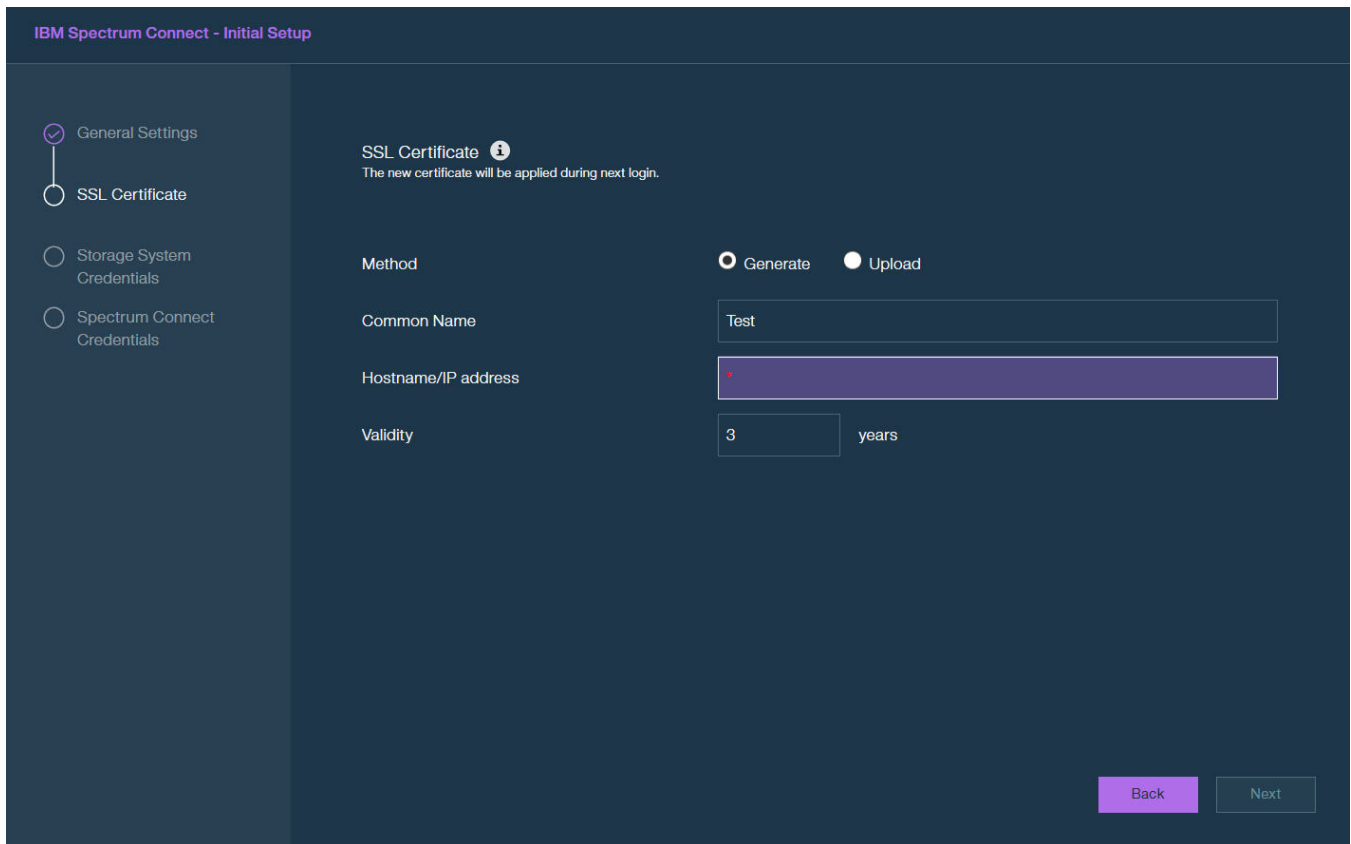 IBM Spectrum Connect - Initial Setup
General Settings
SSL Certificate
Storage System
Credentials
Spectrum Connect
Credentials
SSL Certificate
The new certificate will be applied during next login.
Method
Generate
Upload
Common Name
Test
Hostname/IP address
*
Validity
3
years
Back
Next